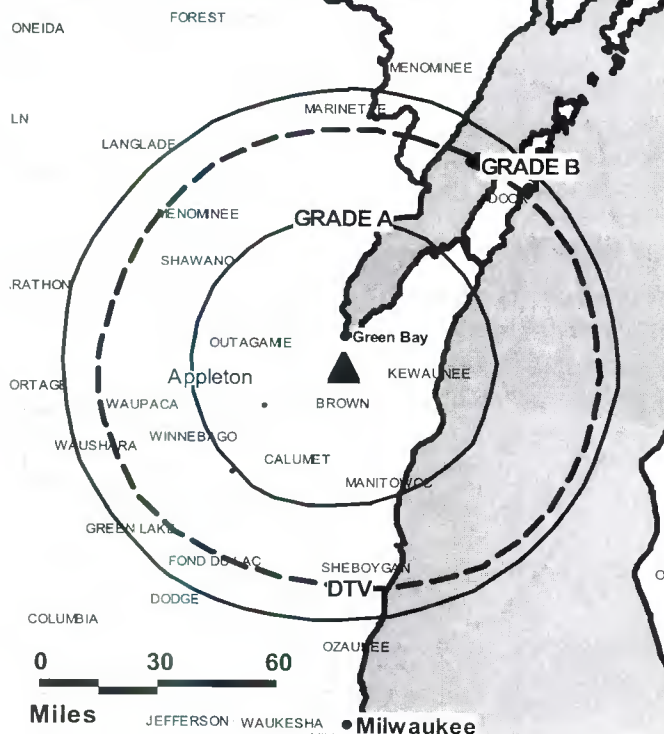 FOREST
ONEIDA
MENOMINEE
MARINETTE
LN
LANGLADE
GRADE B
DOOR
MENOMINEE
GRADE A
SHAWANO
RATHON
Green Bay
OUTAGAMIE
Appleton
KEWAUNEE
ORTAGE
WAUPACA
BROWN
WINNEBAGO
WAUSHARA
CALUMET
MANITOWOC
GREEN LAKE
FOND DU LAC
SHEBOYGAN
DTV
DODGE
COLUMBIA
OZAUKEE
0 30 60
Miles
JEFFERSON WAUKESHA Milwaukee